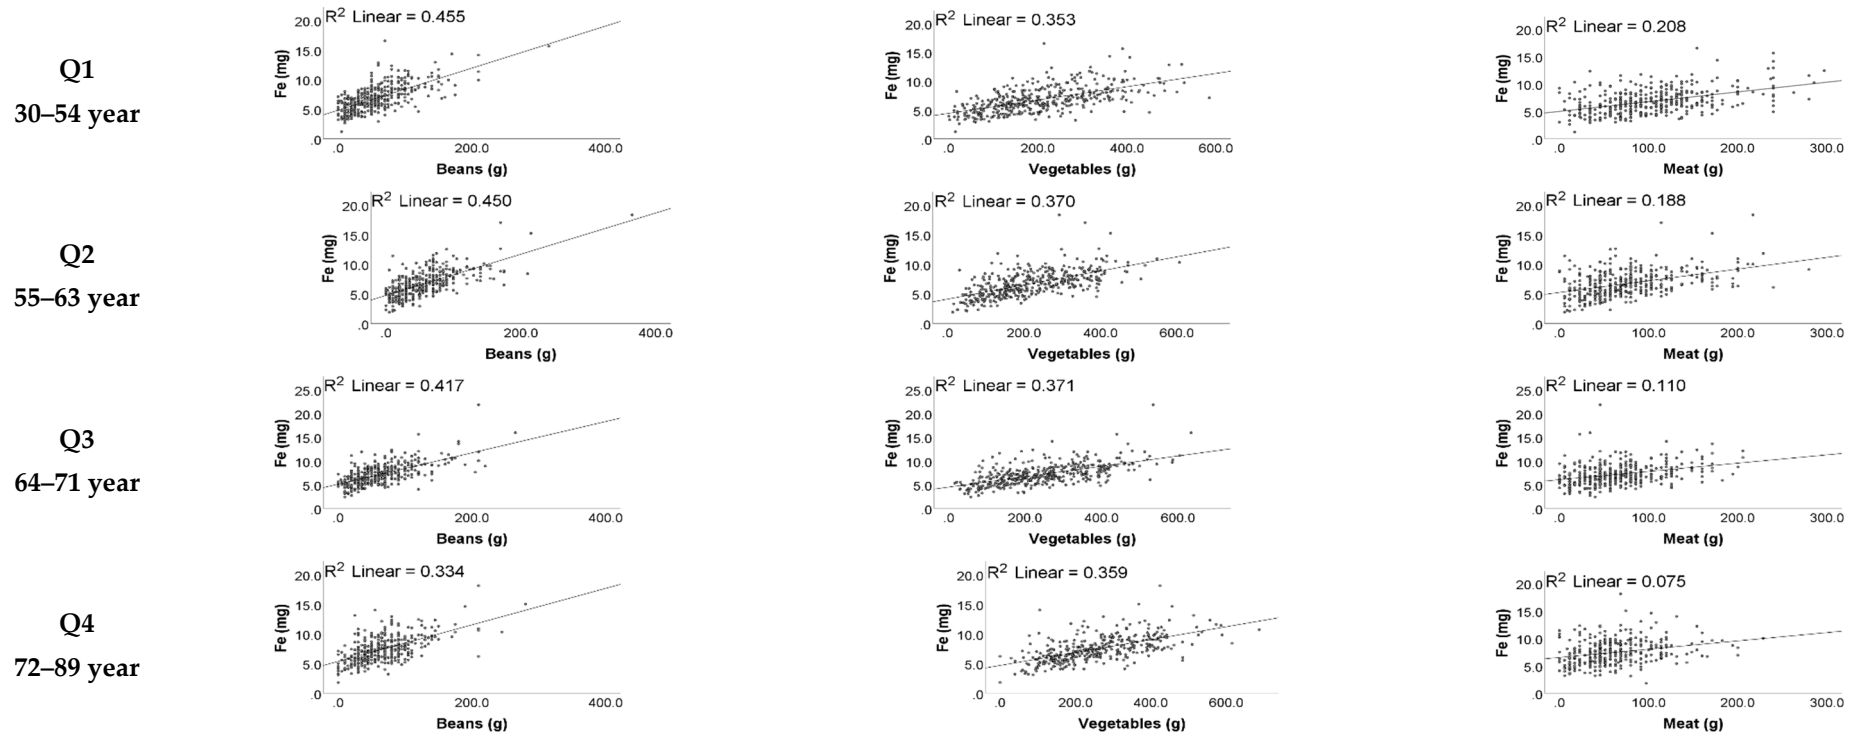 Q1
30–54 year
R² Linear = 0.455
Fe (mg)
20.0
15.0
10.0
5.0
.0
.0 200.0 400.0
Beans (g)
R² Linear = 0.353
Fe (mg)
20.0
15.0
10.0
5.0
.0
.0 200.0 400.0 600.0
Vegetables (g)
R² Linear = 0.208
Fe (mg)
20.0
15.0
10.0
5.0
.0
.0 100.0 200.0 300.0
Meat (g)
Q2
55–63 year
R² Linear = 0.450
Fe (mg)
20.0
15.0
10.0
5.0
.0
.0 200.0 400.0
Beans (g)
R² Linear = 0.370
Fe (mg)
20.0
15.0
10.0
5.0
.0
.0 200.0 400.0 600.0
Vegetables (g)
R² Linear = 0.188
Fe (mg)
20.0
15.0
10.0
5.0
.0
.0 100.0 200.0 300.0
Meat (g)
Q3
64–71 year
R² Linear = 0.417
Fe (mg)
25.0
20.0
15.0
10.0
5.0
.0
.0 200.0 400.0
Beans (g)
R² Linear = 0.371
Fe (mg)
25.0
20.0
15.0
10.0
5.0
.0
.0 200.0 400.0 600.0
Vegetables (g)
R² Linear = 0.110
Fe (mg)
25.0
20.0
15.0
10.0
5.0
.0
.0 100.0 200.0 300.0
Meat (g)
Q4
72–89 year
R² Linear = 0.334
Fe (mg)
20.0
15.0
10.0
5.0
.0
.0 200.0 400.0
Beans (g)
R² Linear = 0.359
Fe (mg)
20.0
15.0
10.0
5.0
.0
.0 200.0 400.0 600.0
Vegetables (g)
R² Linear = 0.075
Fe (mg)
20.0
15.0
10.0
5.0
.0
.0 100.0 200.0 300.0
Meat (g)